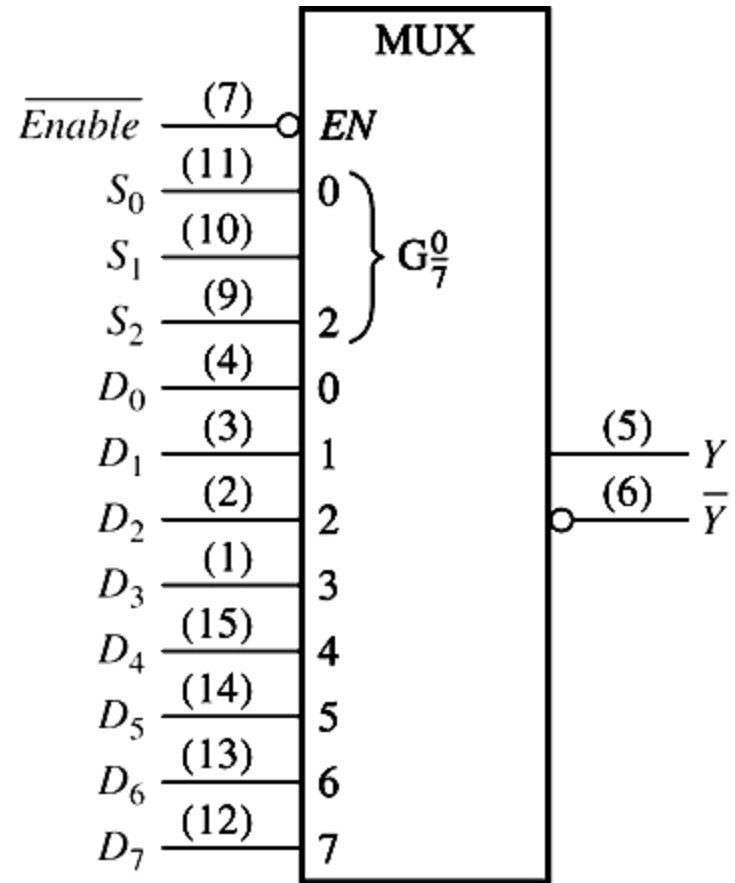 MUX
E̅n̅a̅b̅l̅e̅ (7) EN
S₀ (11) 0
S₁ (10) G 0/7
S₂ (9) 2
D₀ (4) 0
D₁ (3) 1 (5) Y
D₂ (2) 2 (6) Y̅
D₃ (1) 3
D₄ (15) 4
D₅ (14) 5
D₆ (13) 6
D₇ (12) 7